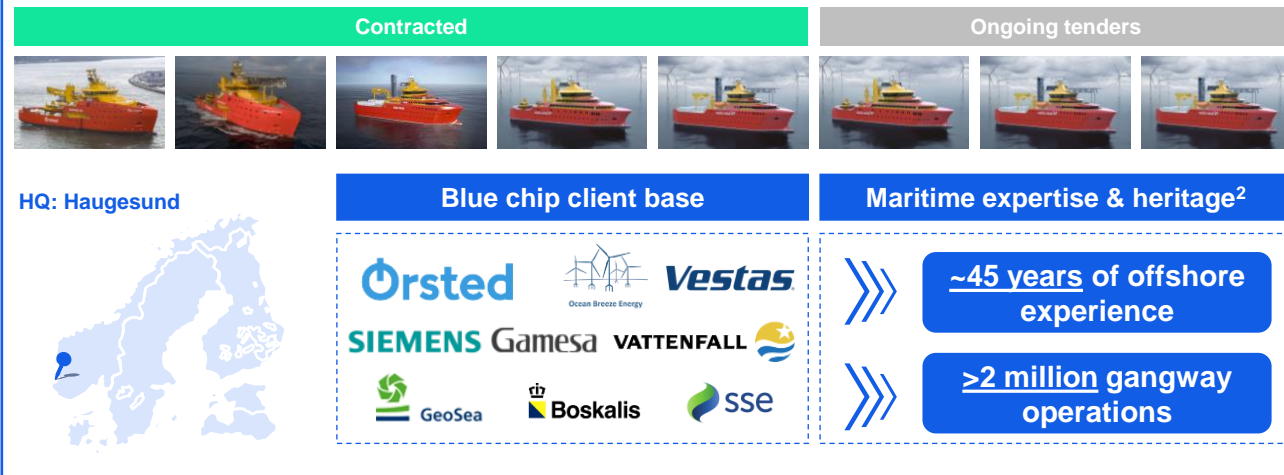 Contracted
Ongoing tenders
HQ: Haugesund
Blue chip client base
Maritime expertise & heritage2
Ørsted
Ocean Breeze Energy
Vestas
SIEMENS Gamesa
VATTENFALL
GeoSea
Boskalis
sse
~45 years of offshore
experience
>2 million gangway
operations